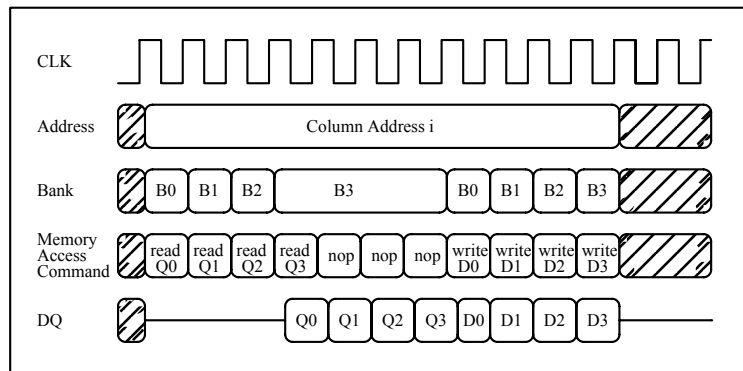 CLK
Address
Column Address i
Bank
B0 B1 B2 B3 B0 B1 B2 B3
Memory
Access
Command
read read read read nop nop nop write write write write
Q0 Q1 Q2 Q3 D0 D1 D2 D3
DQ
Q0 Q1 Q2 Q3 D0 D1 D2 D3